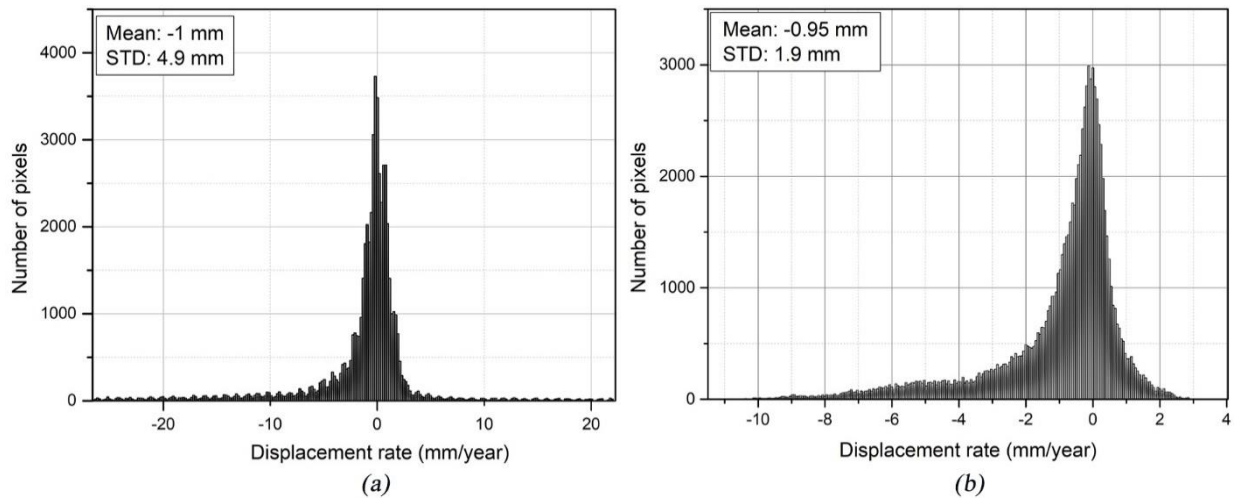 Mean: -1 mm
STD: 4.9 mm
4000
3000
2000
1000
0
Number of pixels
-20
-10
0
10
20
Displacement rate (mm/year)
(a)
Mean: -0.95 mm
STD: 1.9 mm
3000
2000
1000
0
Number of pixels
-10
-8
-6
-4
-2
0
2
4
Displacement rate (mm/year)
(b)